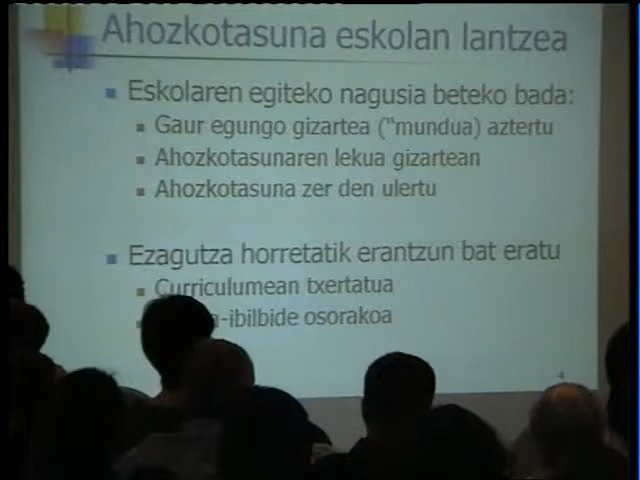 Ahozkotasuna eskolan lantzea
Eskolaren egiteko nagusia beteko bada:
Gaur egungo gizartea ("mundua) aztertu
Ahozkotasunaren lekua gizartean
Ahozkotasuna zer den ulertu
Ezagutza horretatik erantzun bat eratu
Curriculumean txertatua
-ibilbide osorakoa
4